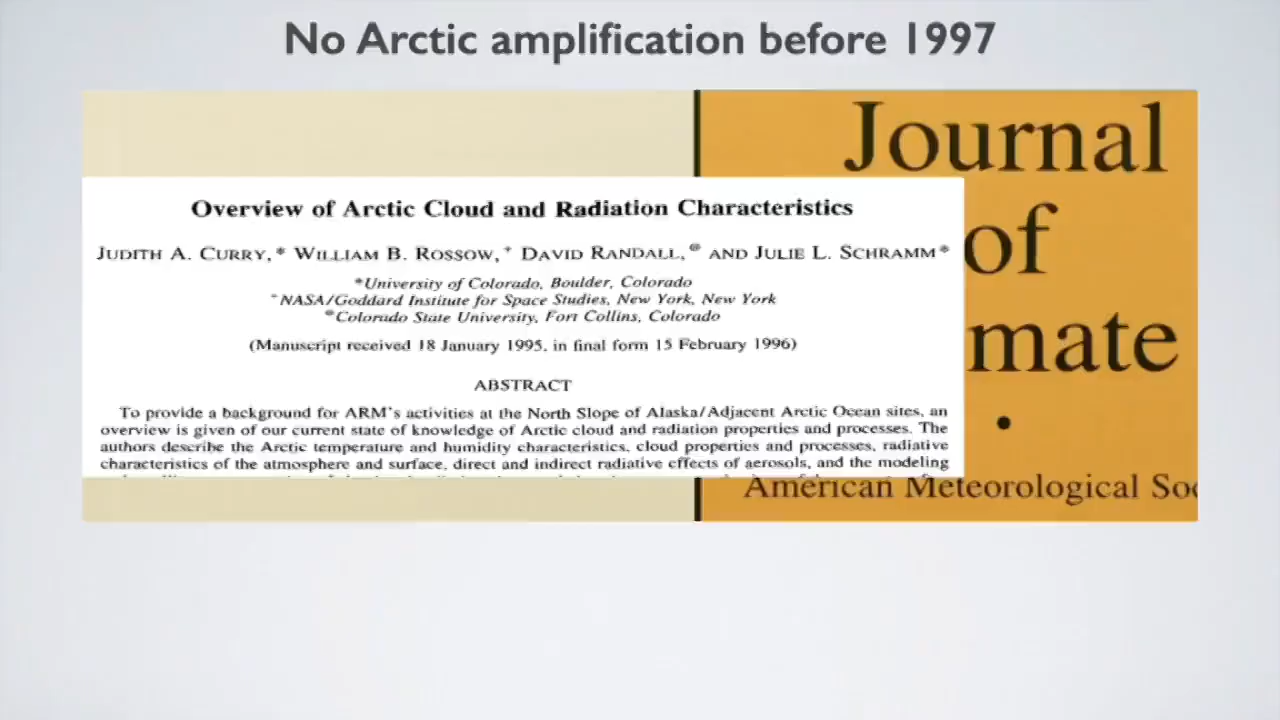 No Arctic amplification before 1997
Journal
of
mate
American Meteorological Soc
Overview of Arctic Cloud and Radiation Characteristics
JUDITH A. CURRY,* WILLIAM B. ROSSOW,+ DAVID RANDALL,@ AND JULIE L. SCHRAMM*
*University of Colorado, Boulder, Colorado
+NASA/Goddard Institute for Space Studies, New York, New York
@Colorado State University, Fort Collins, Colorado
(Manuscript received 18 January 1995, in final form 15 February 1996)
ABSTRACT
To provide a background for ARM's activities at the North Slope of Alaska/Adjacent Arctic Ocean sites, an
overview is given of our current state of knowledge of Arctic cloud and radiation properties and processes. The
authors describe the Arctic temperature and humidity characteristics, cloud properties and processes, radiative
characteristics of the atmosphere and surface, direct and indirect radiative effects of aerosols, and the modeling